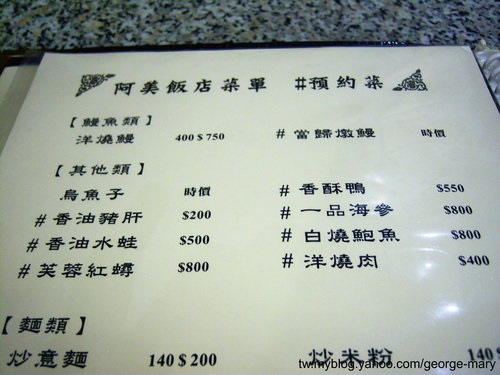 阿美飯店菜單 #預約菜
【鰻魚類】
洋燒鰻 400$750 # 當歸燉鰻 時價
【其他類】
烏魚子 時價 # 香酥鴨 $550
# 香油豬肝 $200 # 一品海參 $800
# 香油水蛙 $500 # 白燒鮑魚 $800
# 芙蓉紅蟳 $800 # 洋燒肉 $400
【麵類】
炒意麵 140$200 炒米粉 140$
tw.myblog.yahoo.com/george-mary